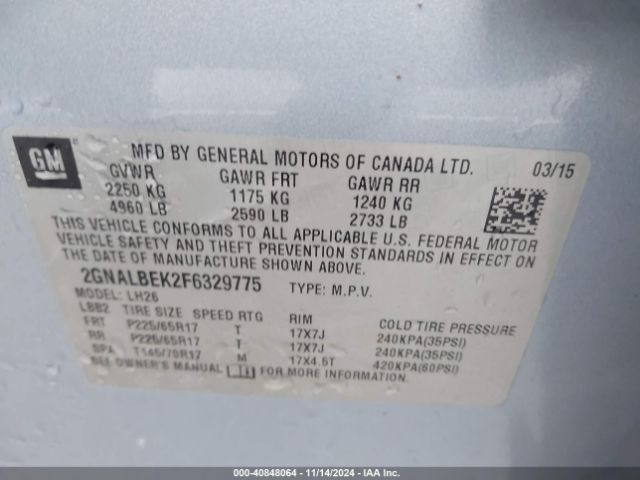 GM
MFD BY GENERAL MOTORS OF CANADA LTD. 03/15
GVWR GAWR FRT GAWR RR
2250 KG 1175 KG 1240 KG
4960 LB 2590 LB 2733 LB
THIS VEHICLE CONFORMS TO ALL APPLICABLE U.S. FEDERAL MOTOR
VEHICLE SAFETY AND THEFT PREVENTION STANDARDS IN EFFECT ON
THE DATE OF MANUFACTURE SHOWN ABOVE.
2GNALBEK2F6329775 TYPE: M.P.V.
MODEL: LH26
LBB2 TIRE SIZE SPEED RTG RIM COLD TIRE PRESSURE
FRT P225/65R17 T 17X7J 240KPA(35PSI)
RR P225/65R17 T 17X7J 240KPA(35PSI)
SPA T145/70R17 M 17X4.5T 420KPA(60PSI)
SEE OWNER'S MANUAL FOR MORE INFORMATION.
000-40848064 - 11/14/2024 - IAAI.COM